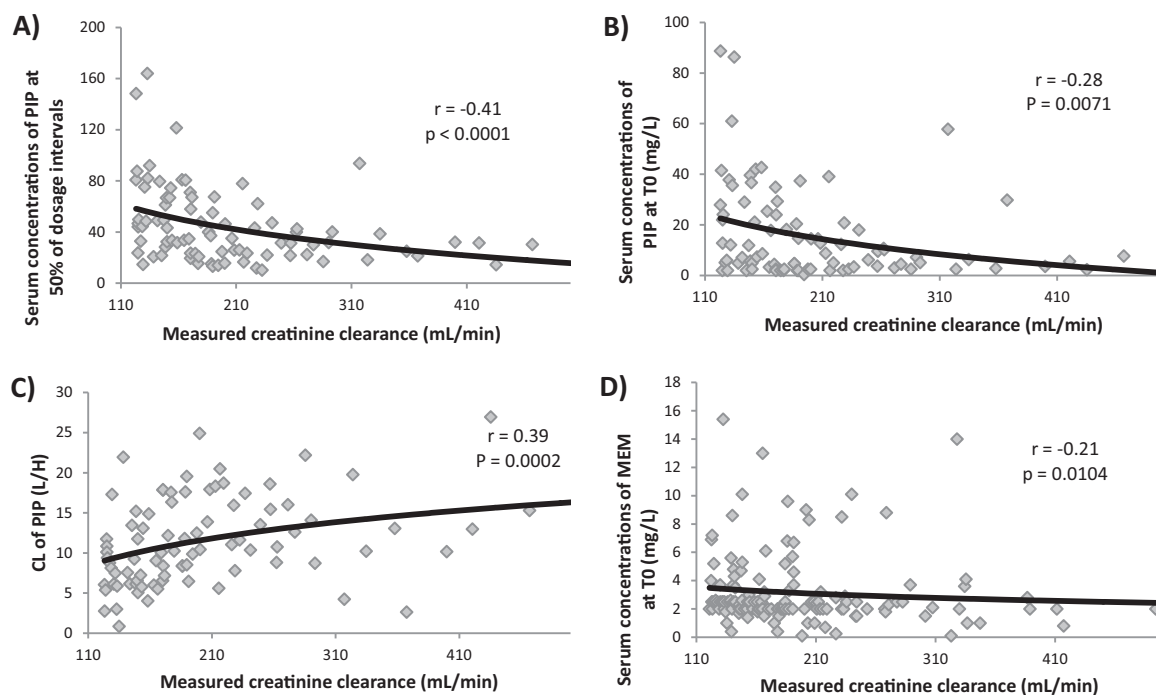 A)
Serum concentrations of PIP at
50% of dosage intervals
200
160
120
80
40
0
r = -0.41
p < 0.0001
110
210
310
410
Measured creatinine clearance (mL/min)
B)
Serum concentrations of
PIP at T0 (mg/L)
100
80
60
40
20
0
r = -0.28
P = 0.0071
110
210
310
410
Measured creatinine clearance (mL/min)
C)
CL of PIP (L/H)
30
25
20
15
10
5
0
r = 0.39
P = 0.0002
110
210
310
410
Measured creatinine clearance (mL/min)
D)
Serum concentrations of MEM
at T0 (mg/L)
18
16
14
12
10
8
6
4
2
0
r = -0.21
p = 0.0104
110
210
310
410
Measured creatinine clearance (mL/min)